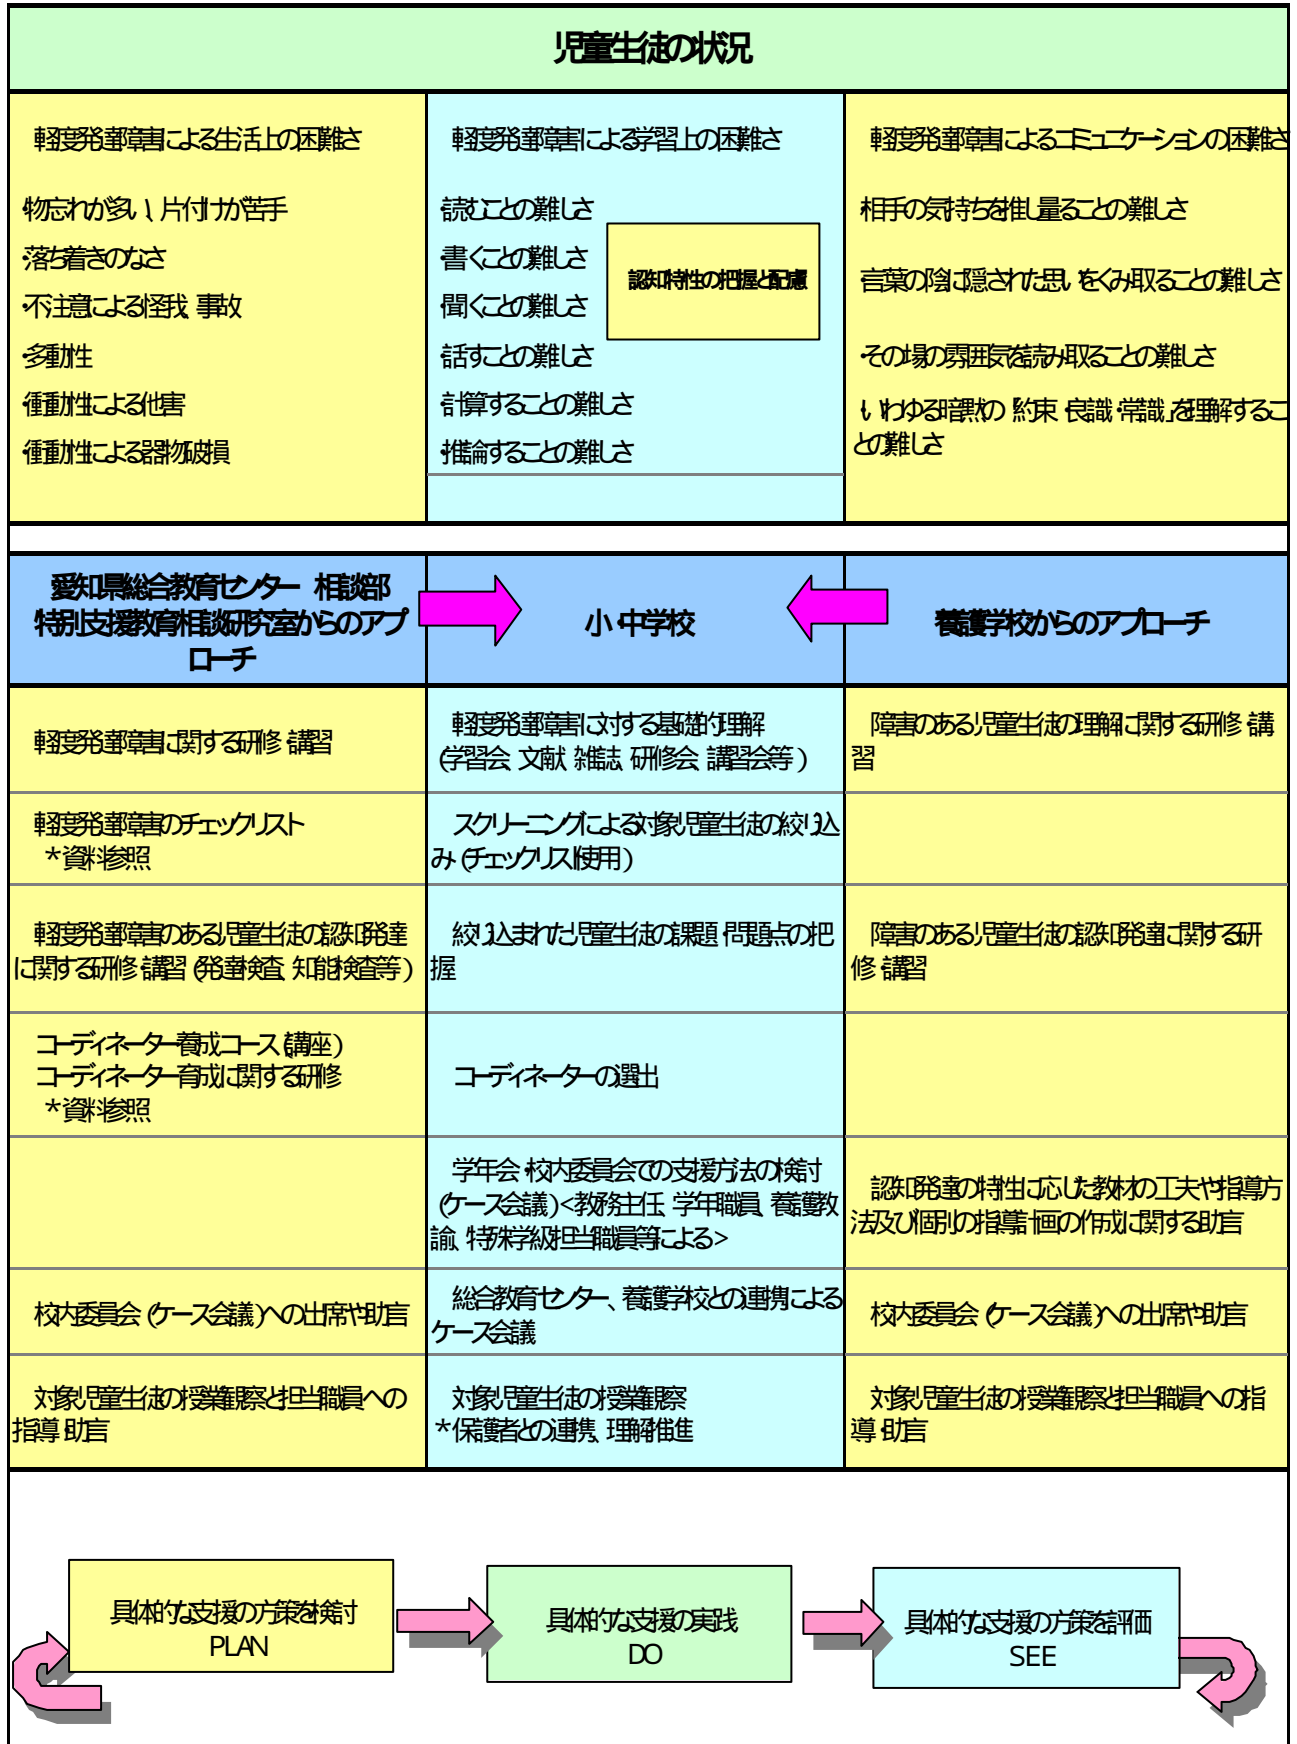 児童生徒の状況
軽度発達障害による生活上の困難さ
・物忘れが多い、片付けが苦手
・落ち着きのなさ
・不注意による怪我、事故
・多動性
・衝動性による他害
・衝動性による器物破損
軽度発達障害による学習上の困難さ
・読むことの難しさ
・書くことの難しさ
・聞くことの難しさ
・話すことの難しさ
・計算することの難しさ
・推論することの難しさ
認知特性の把握と配慮
軽度発達障害によるコミュニケーションの困難さ
・相手の気持ちを推し量ることの難しさ
・言葉の陰に隠された思いをくみ取ることの難しさ
・その場の雰囲気を読み取ることの難しさ
・いわゆる暗黙の「約束・良識・常識」を理解するこ
との難しさ
愛知県総合教育センター 相談部
特別支援教育相談研究室からのアプ
ローチ
小・中学校
養護学校からのアプローチ
軽度発達障害に関する研修・講習
軽度発達障害に対する基礎的理解
(学習会、文献、雑誌、研修会、講習会等)
障害のある児童生徒の理解に関する研修・講
習
軽度発達障害のチェックリスト
*資料参照
スクリーニングによる対象児童生徒の絞り込
み(チェックリスト使用)
軽度発達障害のある児童生徒の認知発達
に関する研修・講習(発達検査、知能検査等)
絞り込まれた児童生徒の課題・問題点の把
握
障害のある児童生徒の認知発達に関する研
修・講習
コーディネーター養成コース(講座)
コーディネーター育成に関する研修
*資料参照
コーディネーターの選出
学年会・校内委員会での支援方法の検討
(ケース会議)<教務主任、学年職員、養護教
諭、特殊学級担当職員等による>
認知発達の特性に応じた教材の工夫や指導方
法及び個別の指導計画の作成に関する助言
校内委員会(ケース会議)への出席や助言
総合教育センター、養護学校との連携による
ケース会議
校内委員会(ケース会議)への出席や助言
対象児童生徒の授業観察と担当職員への
指導・助言
対象児童生徒の授業観察
*保護者との連携、理解推進
対象児童生徒の授業観察と担当職員への指
導・助言
具体的な支援の方策を検討
PLAN
具体的な支援の実践
DO
具体的な支援の方策を評価
SEE